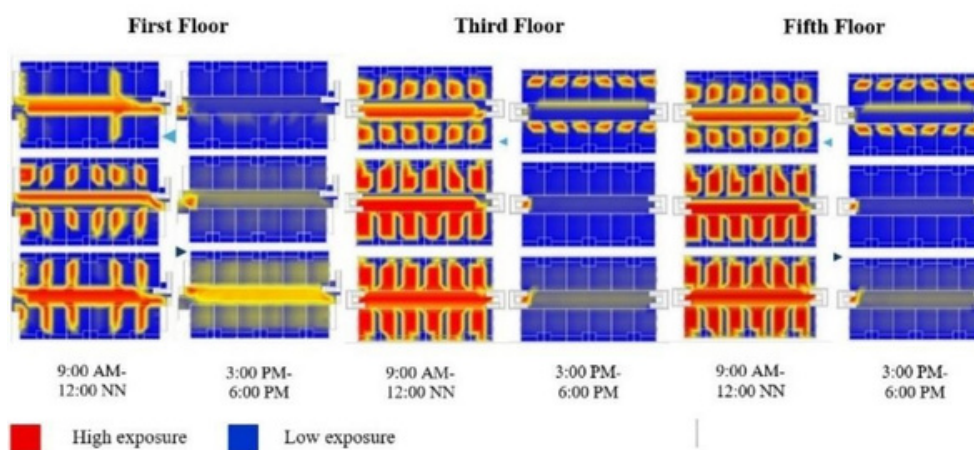 First Floor
Third Floor
Fifth Floor
9:00 AM-
12:00 NN
3:00 PM-
6:00 PM
9:00 AM-
12:00 NN
3:00 PM-
6:00 PM
9:00 AM-
12:00 NN
3:00 PM-
6:00 PM
High exposure
Low exposure